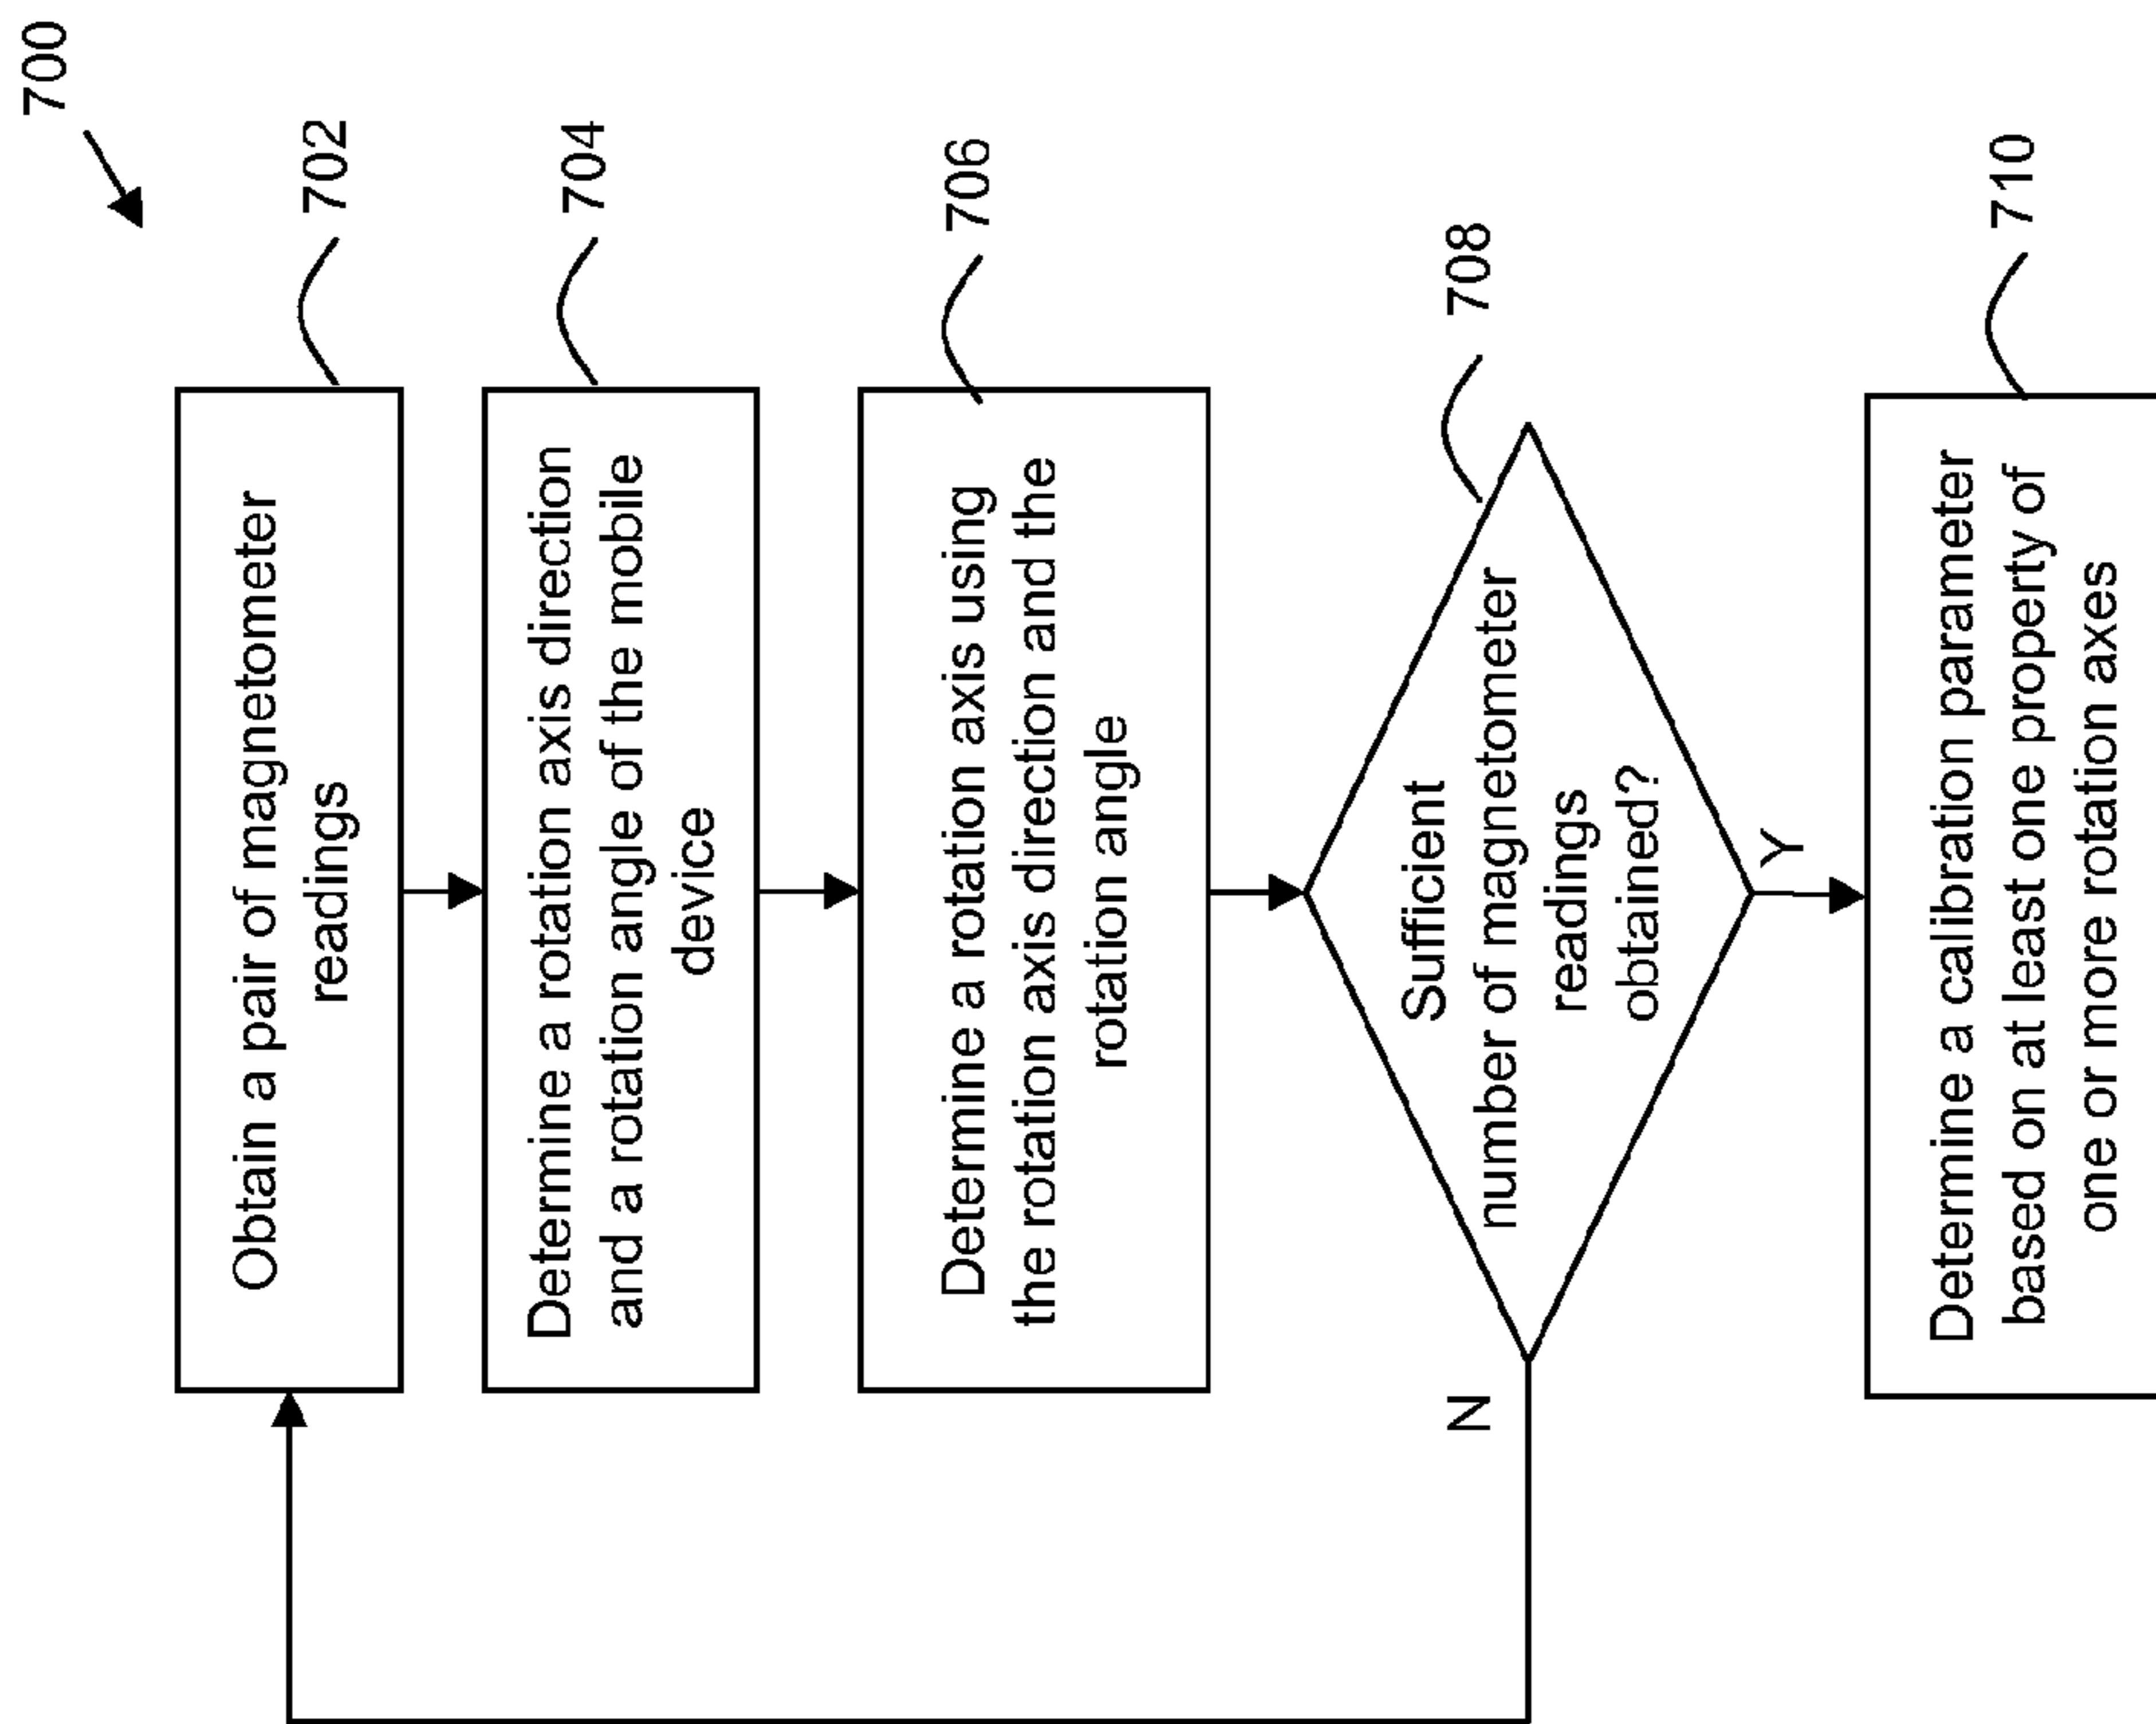 700
702
Obtain a pair of magnetometer
readings
704
Determine a rotation axis direction
and a rotation angle of the mobile
device
706
Determine a rotation axis using
the rotation axis direction and the
rotation angle
708
Sufficient
number of magnetometer
readings
obtained?
N
Y
710
Determine a calibration parameter
based on at least one property of
one or more rotation axes